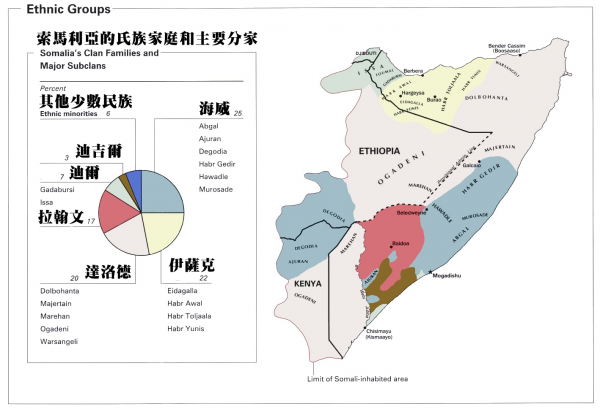 Ethnic Groups
索馬利亞的氏族家庭和主要分家
Somalia's Clan Families and
Major Subclans
Percent
其他少數民族
Ethnic minorities 6
海威
25
Abgal
Ajuran
Degodia
Habr Gedir
Hawadle
Murosade
迪吉爾
3
迪爾
7
Gadabursi
Issa
拉翰文 17
達洛德
20
Dolbohanta
Majertain
Marehan
Ogadeni
Warsangeli
伊薩克
22
Eidagalla
Habr Awal
Habr Toljaala
Habr Yunis
DJIBOUTI
ISSA
GADABURSI
Berbera
Bender Cassim
(Boosaaso)
WARSANGELI
HABR AWAL
Hargeysa
EIDAGALLA
HABR YUNIS
Burao
HABR TOLJAALA
HABR YUNIS
DOLBOHANTA
ETHIOPIA
OGADENI
MAJERTAIN
Galcaio
MAREHAN
HABR GEDIR
DEGODIA
Beledweyne
HAWADLE
MUROSADE
ABGAL
DEGODIA
AJURAN
MAREHAN
Baidoa
AJURAN
Mogadishu
KENYA
OGADENI
Chisimayu
(Kismaayo)
Limit of Somali-inhabited area